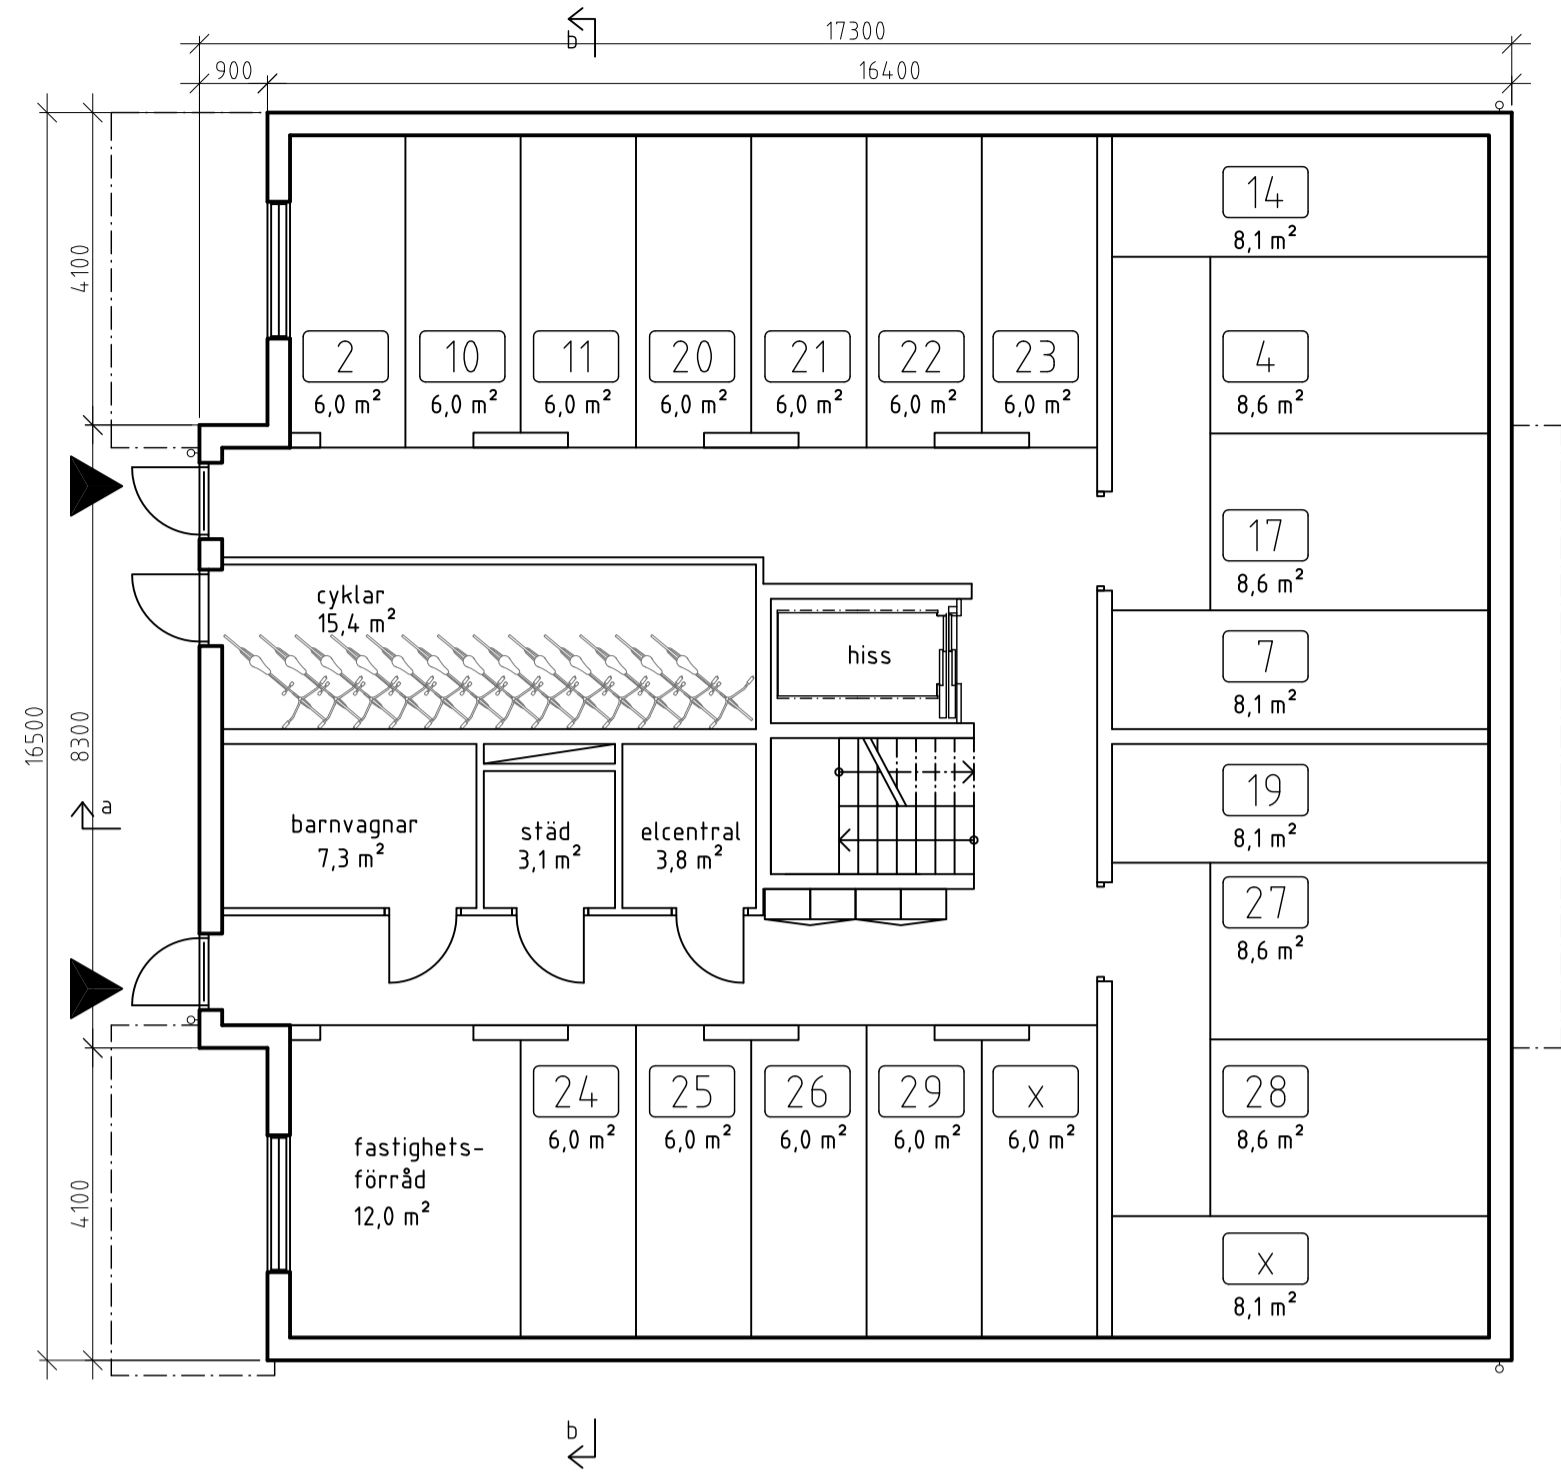 b
17300
900
16400
14
8,1 m²
4100
2
10
11
20
21
22
23
4
6,0 m²
6,0 m²
6,0 m²
6,0 m²
6,0 m²
6,0 m²
6,0 m²
8,6 m²
17
8,6 m²
cyklar
15,4 m²
hiss
7
8,1 m²
16500
8300
a
barnvagnar
7,3 m²
städ
3,1 m²
elcentral
3,8 m²
19
8,1 m²
27
8,6 m²
24
25
26
29
x
28
6,0 m²
6,0 m²
6,0 m²
6,0 m²
6,0 m²
8,6 m²
fastighets-
förråd
12,0 m²
4100
x
8,1 m²
b